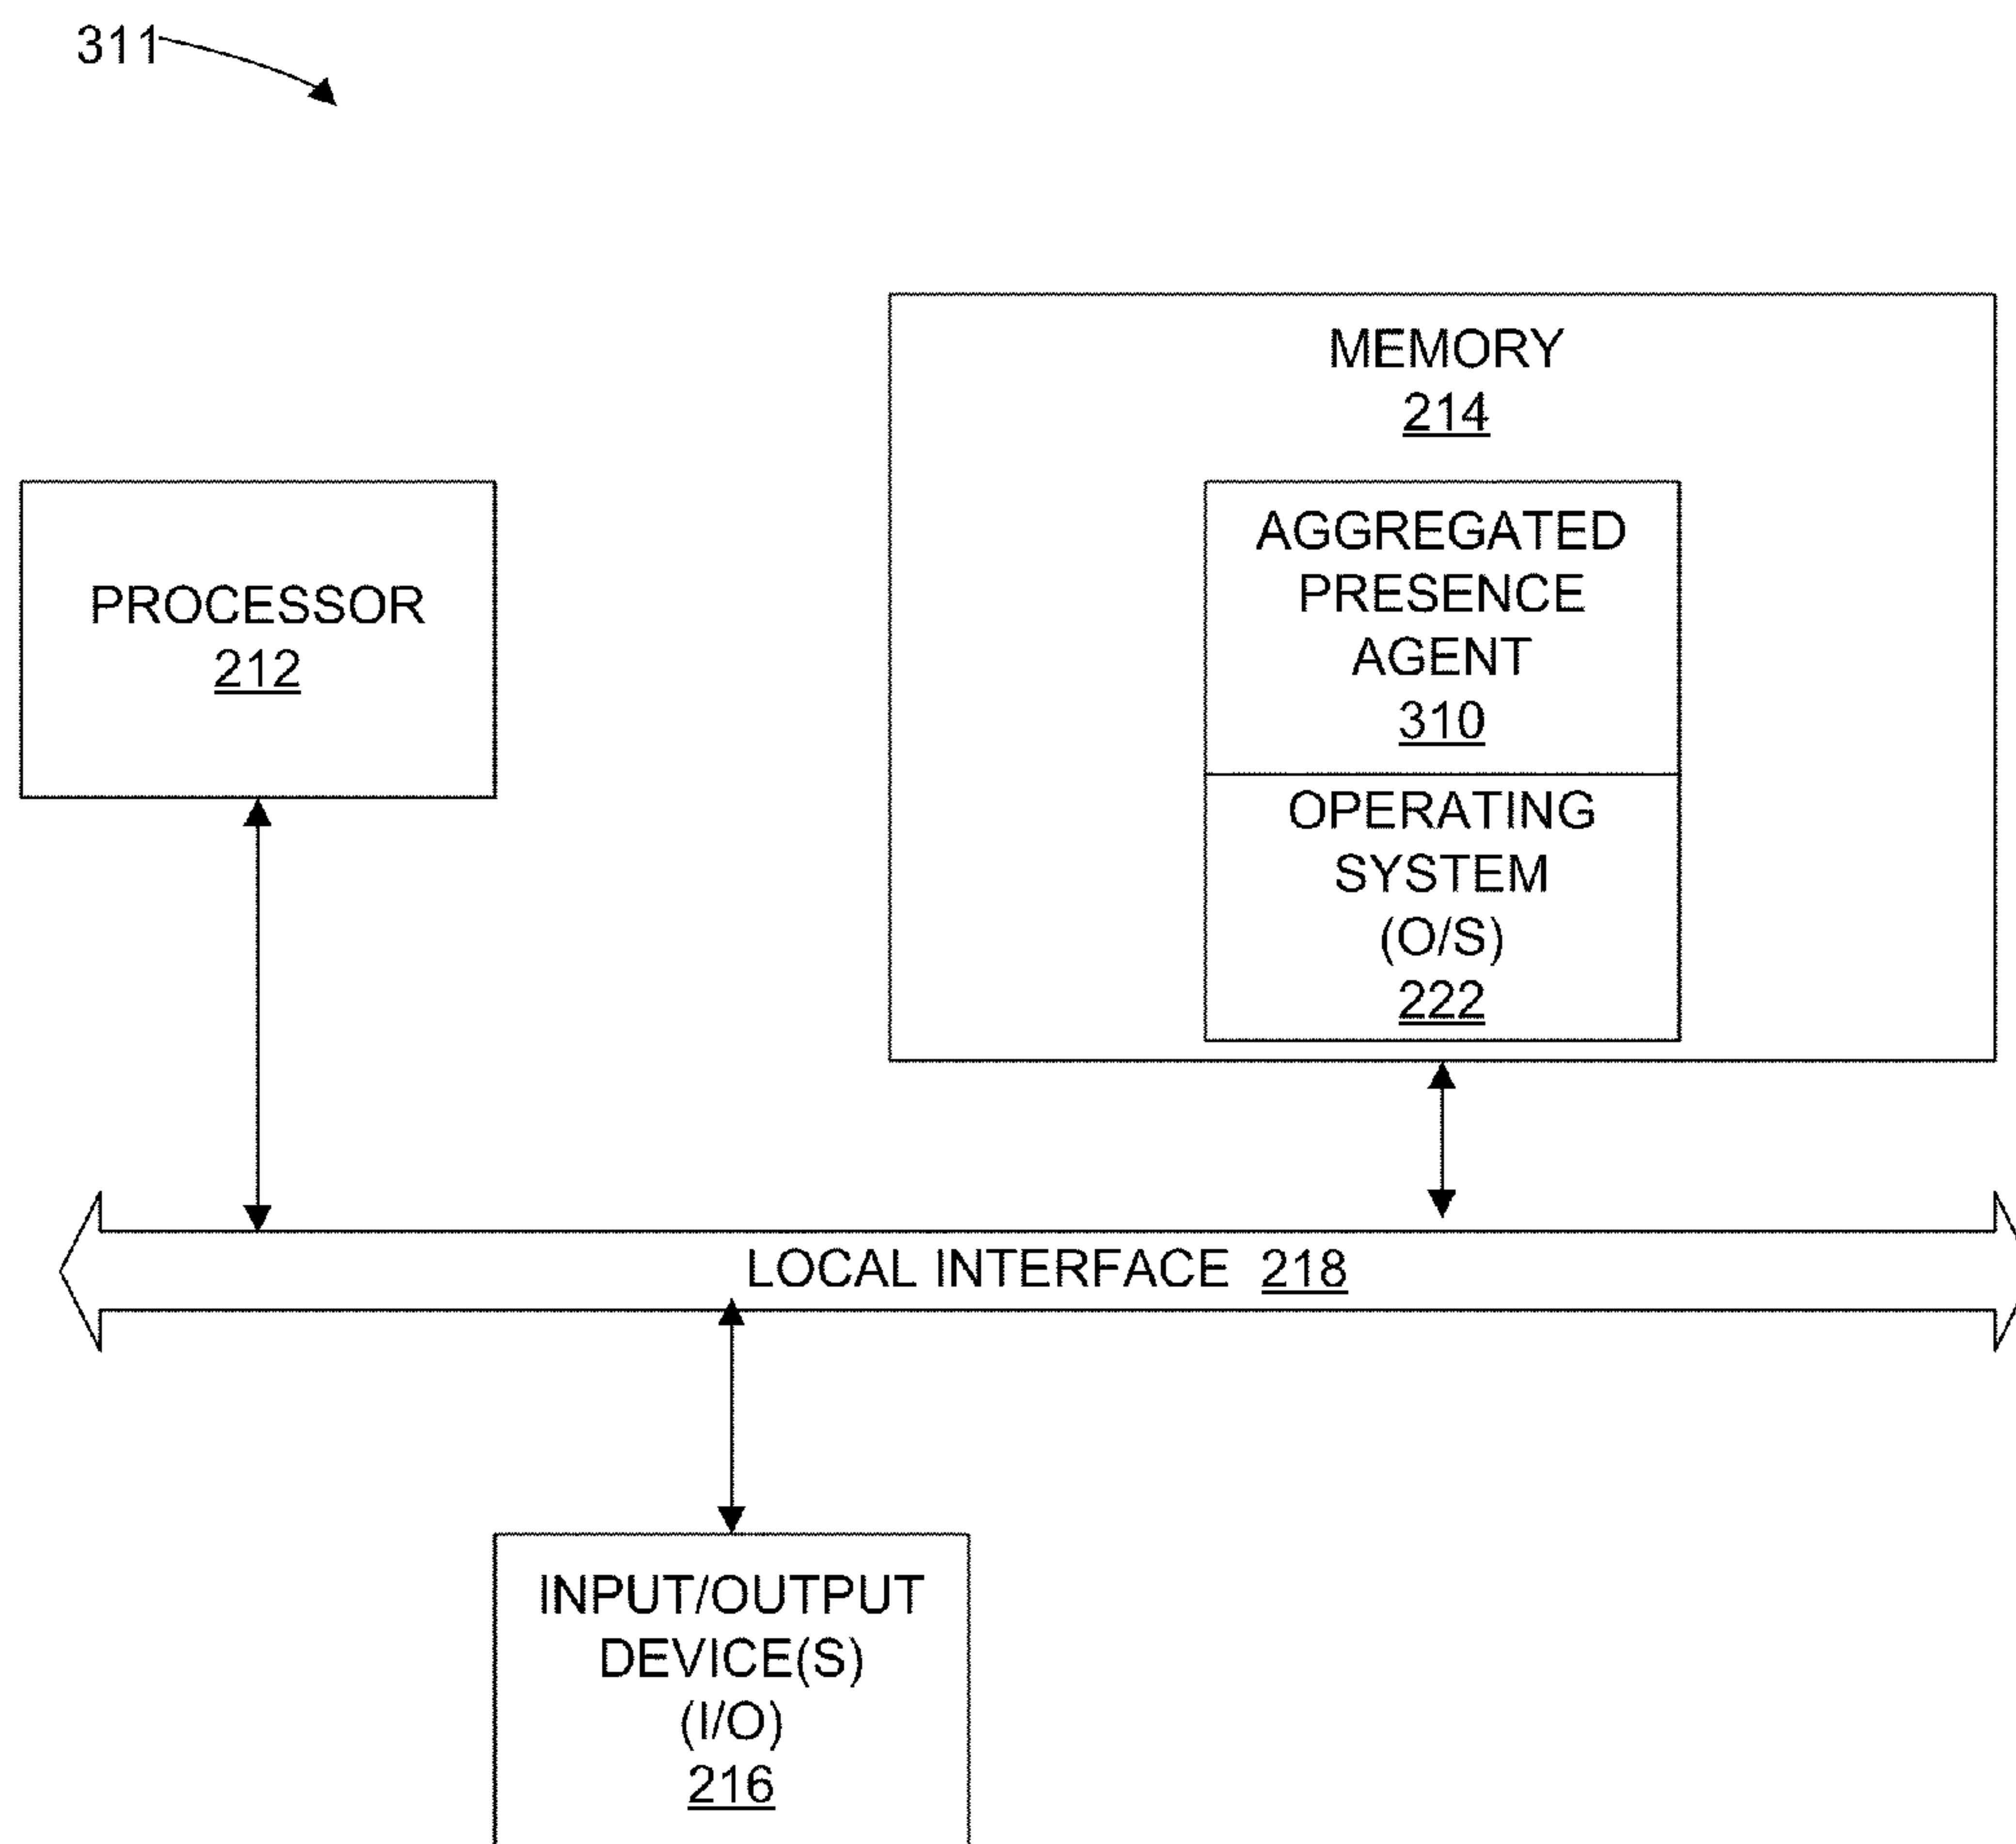 311
MEMORY
214
AGGREGATED
PRESENCE
AGENT
310
PROCESSOR
212
OPERATING
SYSTEM
(O/S)
222
LOCAL INTERFACE 218
INPUT/OUTPUT
DEVICE(S)
(I/O)
216